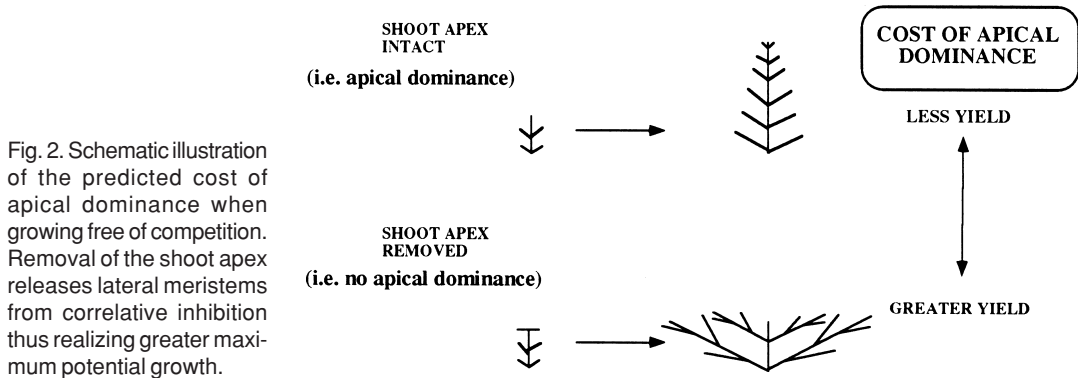 SHOOT APEX
INTACT
(i.e. apical dominance)
COST OF APICAL
DOMINANCE
LESS YIELD
Fig. 2. Schematic illustration
of the predicted cost of
apical dominance when
growing free of competition.
Removal of the shoot apex
releases lateral meristems
from correlative inhibition
thus realizing greater maxi-
mum potential growth.
SHOOT APEX
REMOVED
(i.e. no apical dominance)
GREATER YIELD